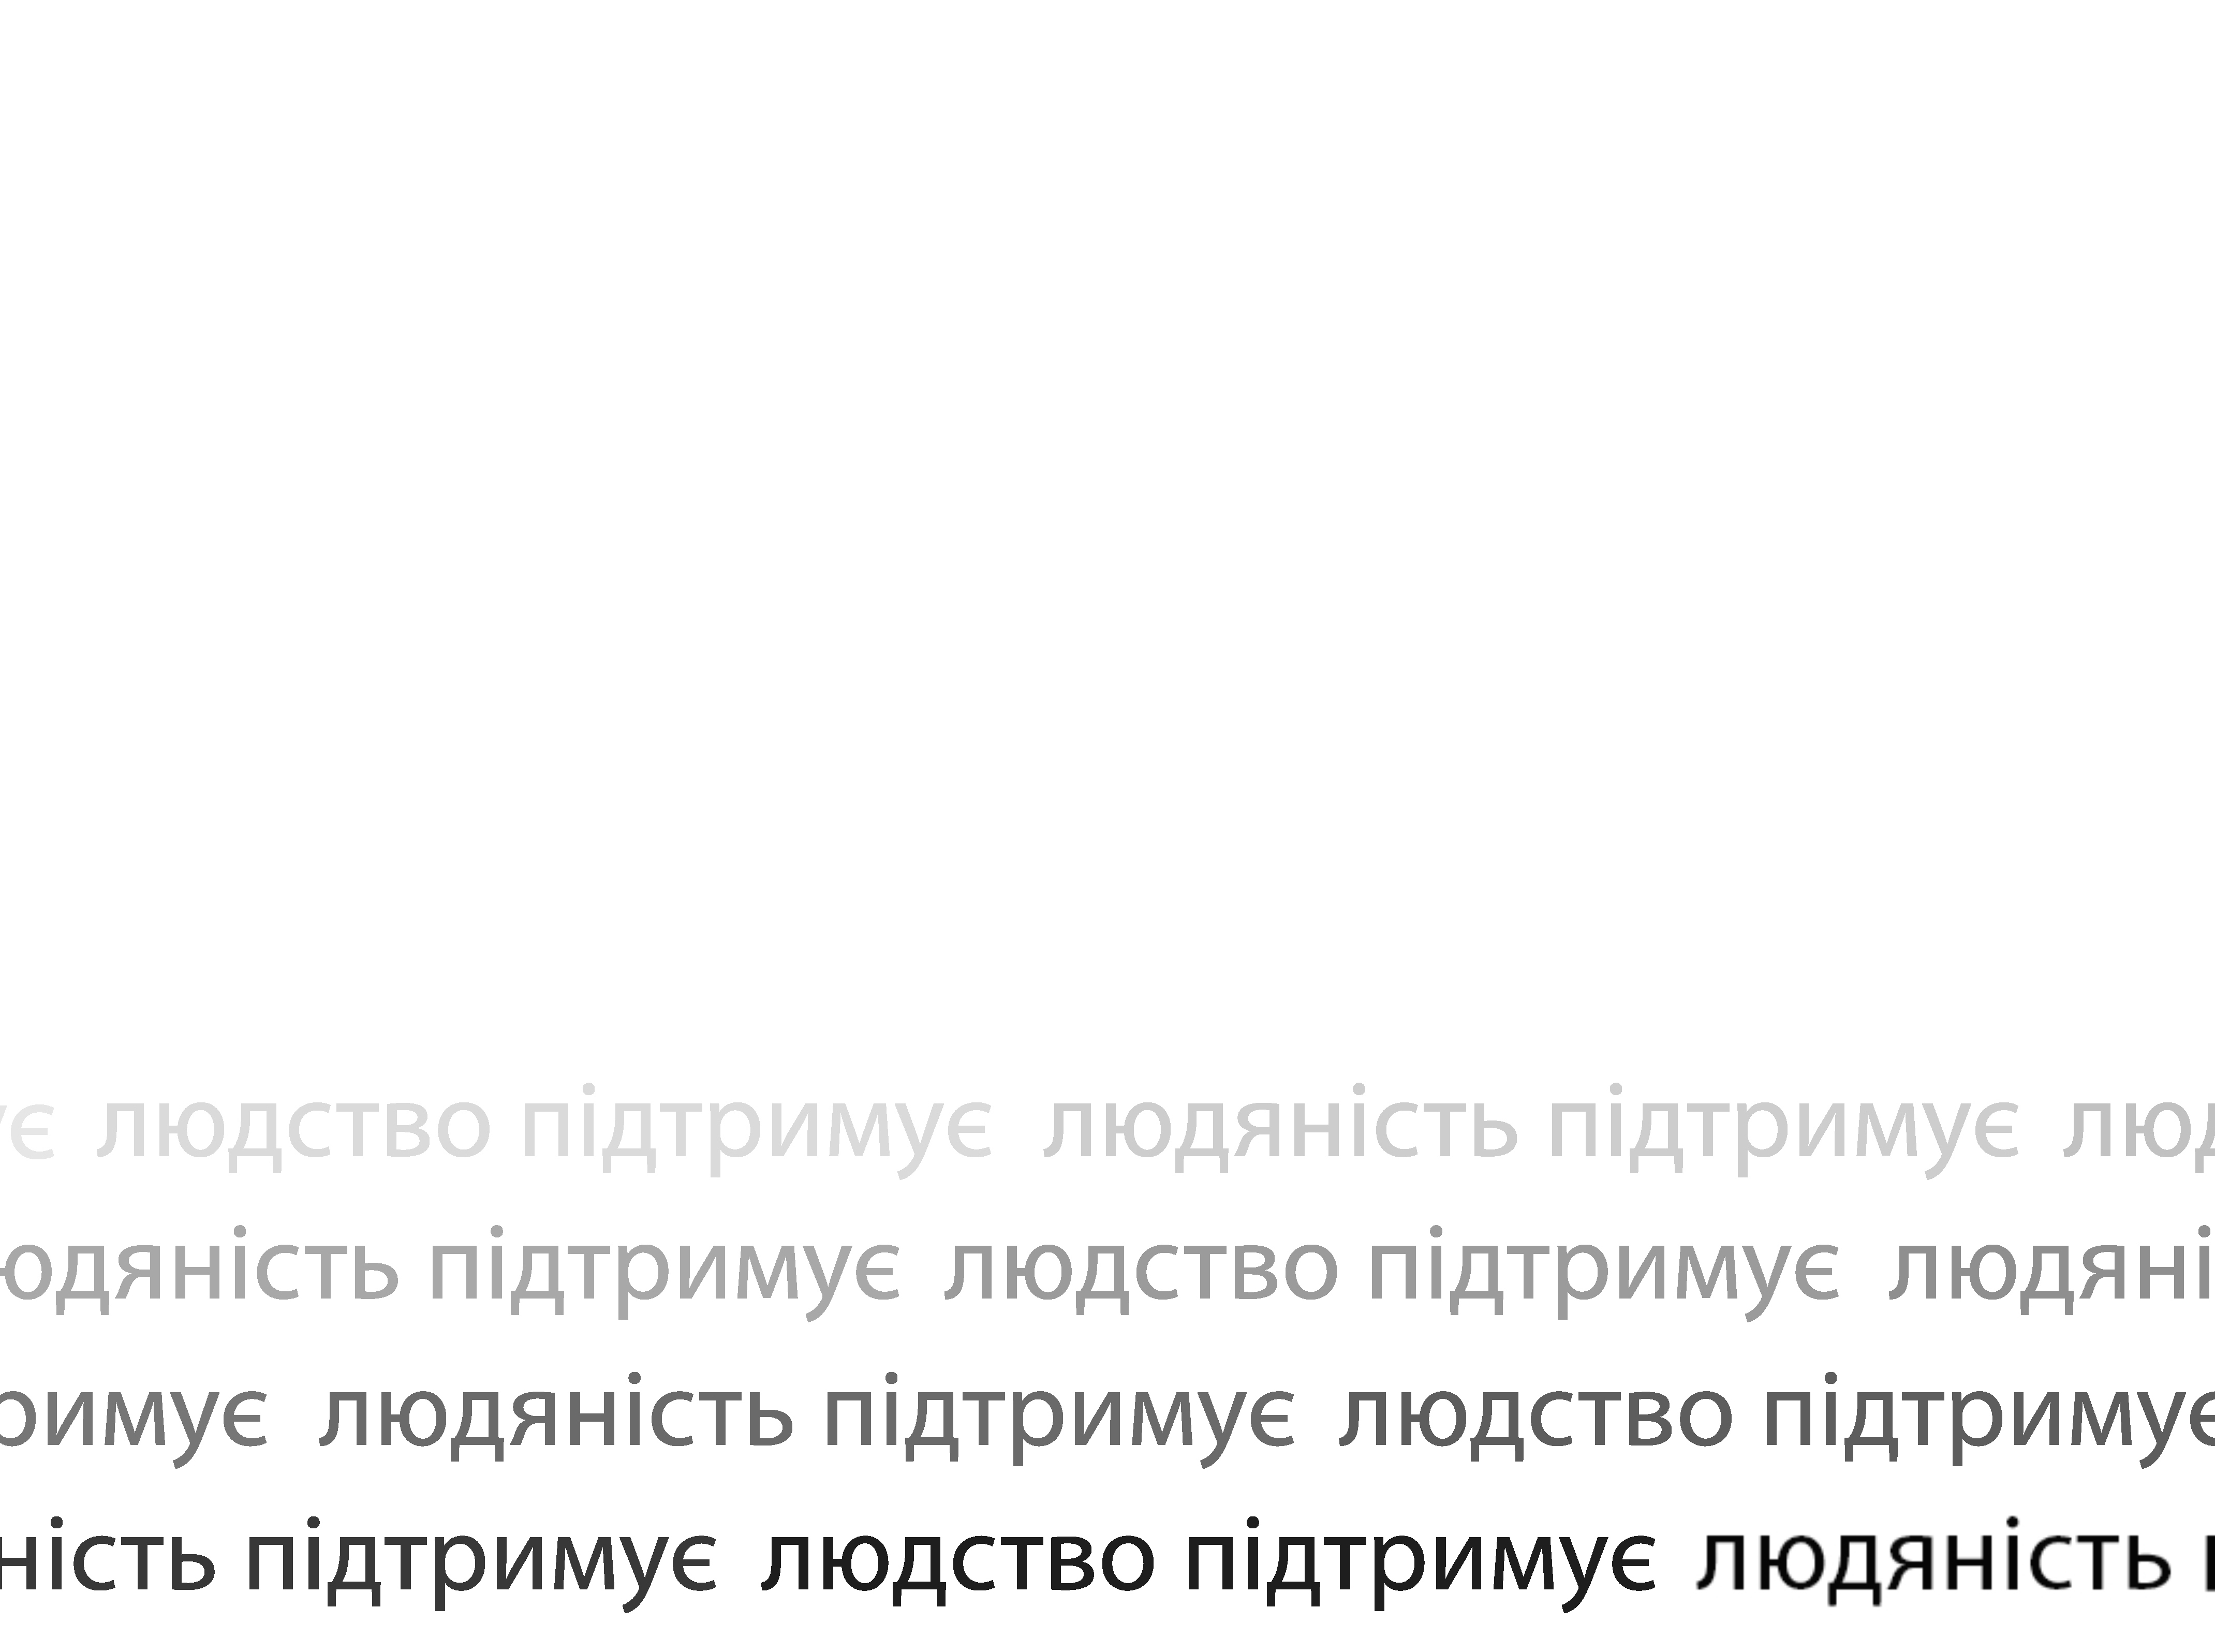 ує людство підтримує людяність підтримує люд
юдяність підтримує людство підтримує людяні
римує людяність підтримує людство підтримує
ність підтримує людство підтримує людяність